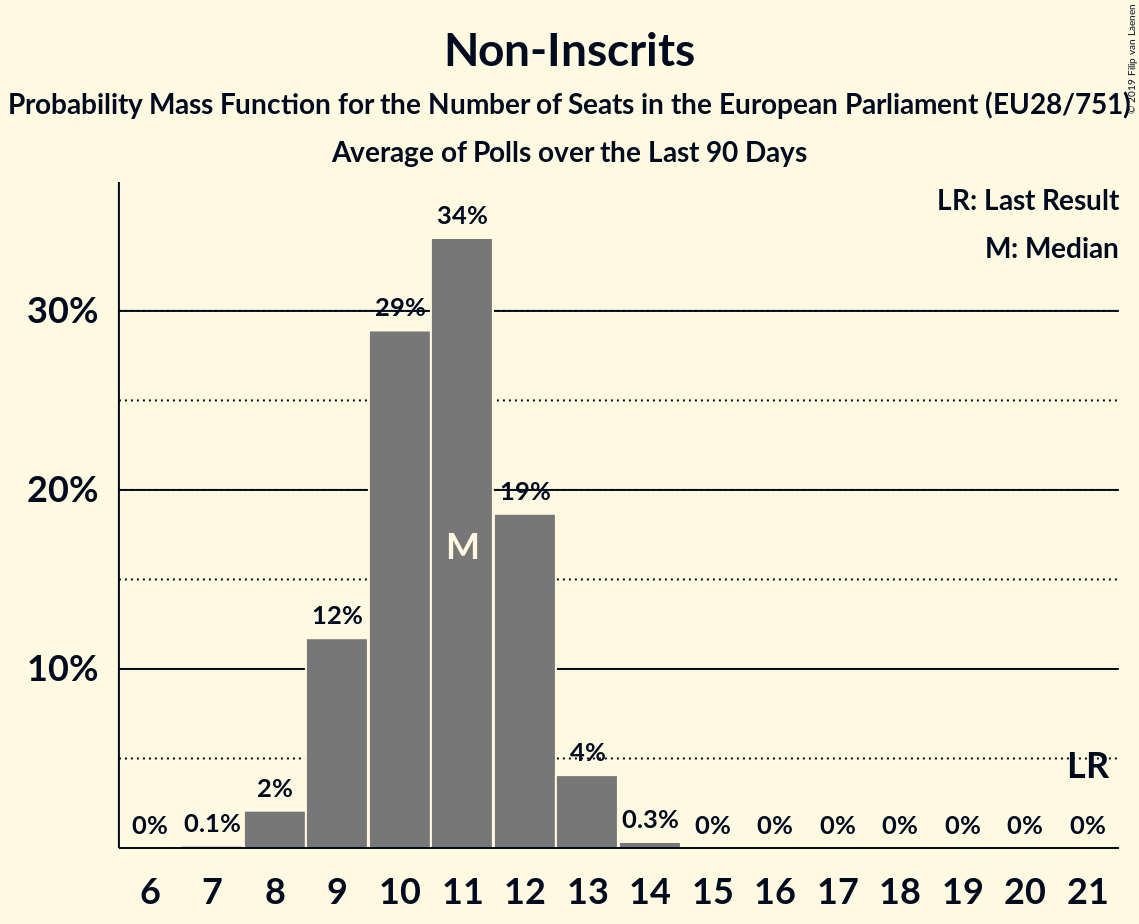 Non-Inscrits
Probability Mass Function for the Number of Seats in the European Parliament (EU28/751)
Average of Polls over the Last 90 Days
© 2019 Filip van Laenen
LR: Last Result
M: Median
34%
30%
29%
20%
19%
M
12%
10%
4%
LR
2%
0%
0.1%
0.3%
0%
0%
0%
0%
0%
0%
0%
6 7 8 9 10 11 12 13 14 15 16 17 18 19 20 21